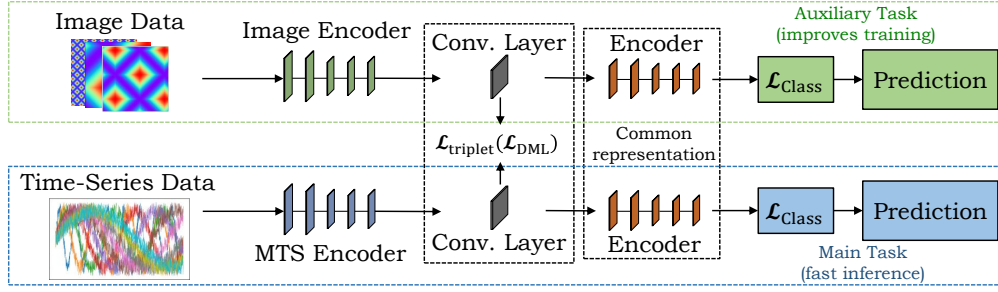 Image Data
Image Encoder
Conv. Layer
Encoder
Auxiliary Task
(improves training)
𝓛Class
Prediction
𝓛triplet(𝓛DML)
Common
representation
Time-Series Data
MTS Encoder
Conv. Layer
Encoder
𝓛Class
Prediction
Main Task
(fast inference)